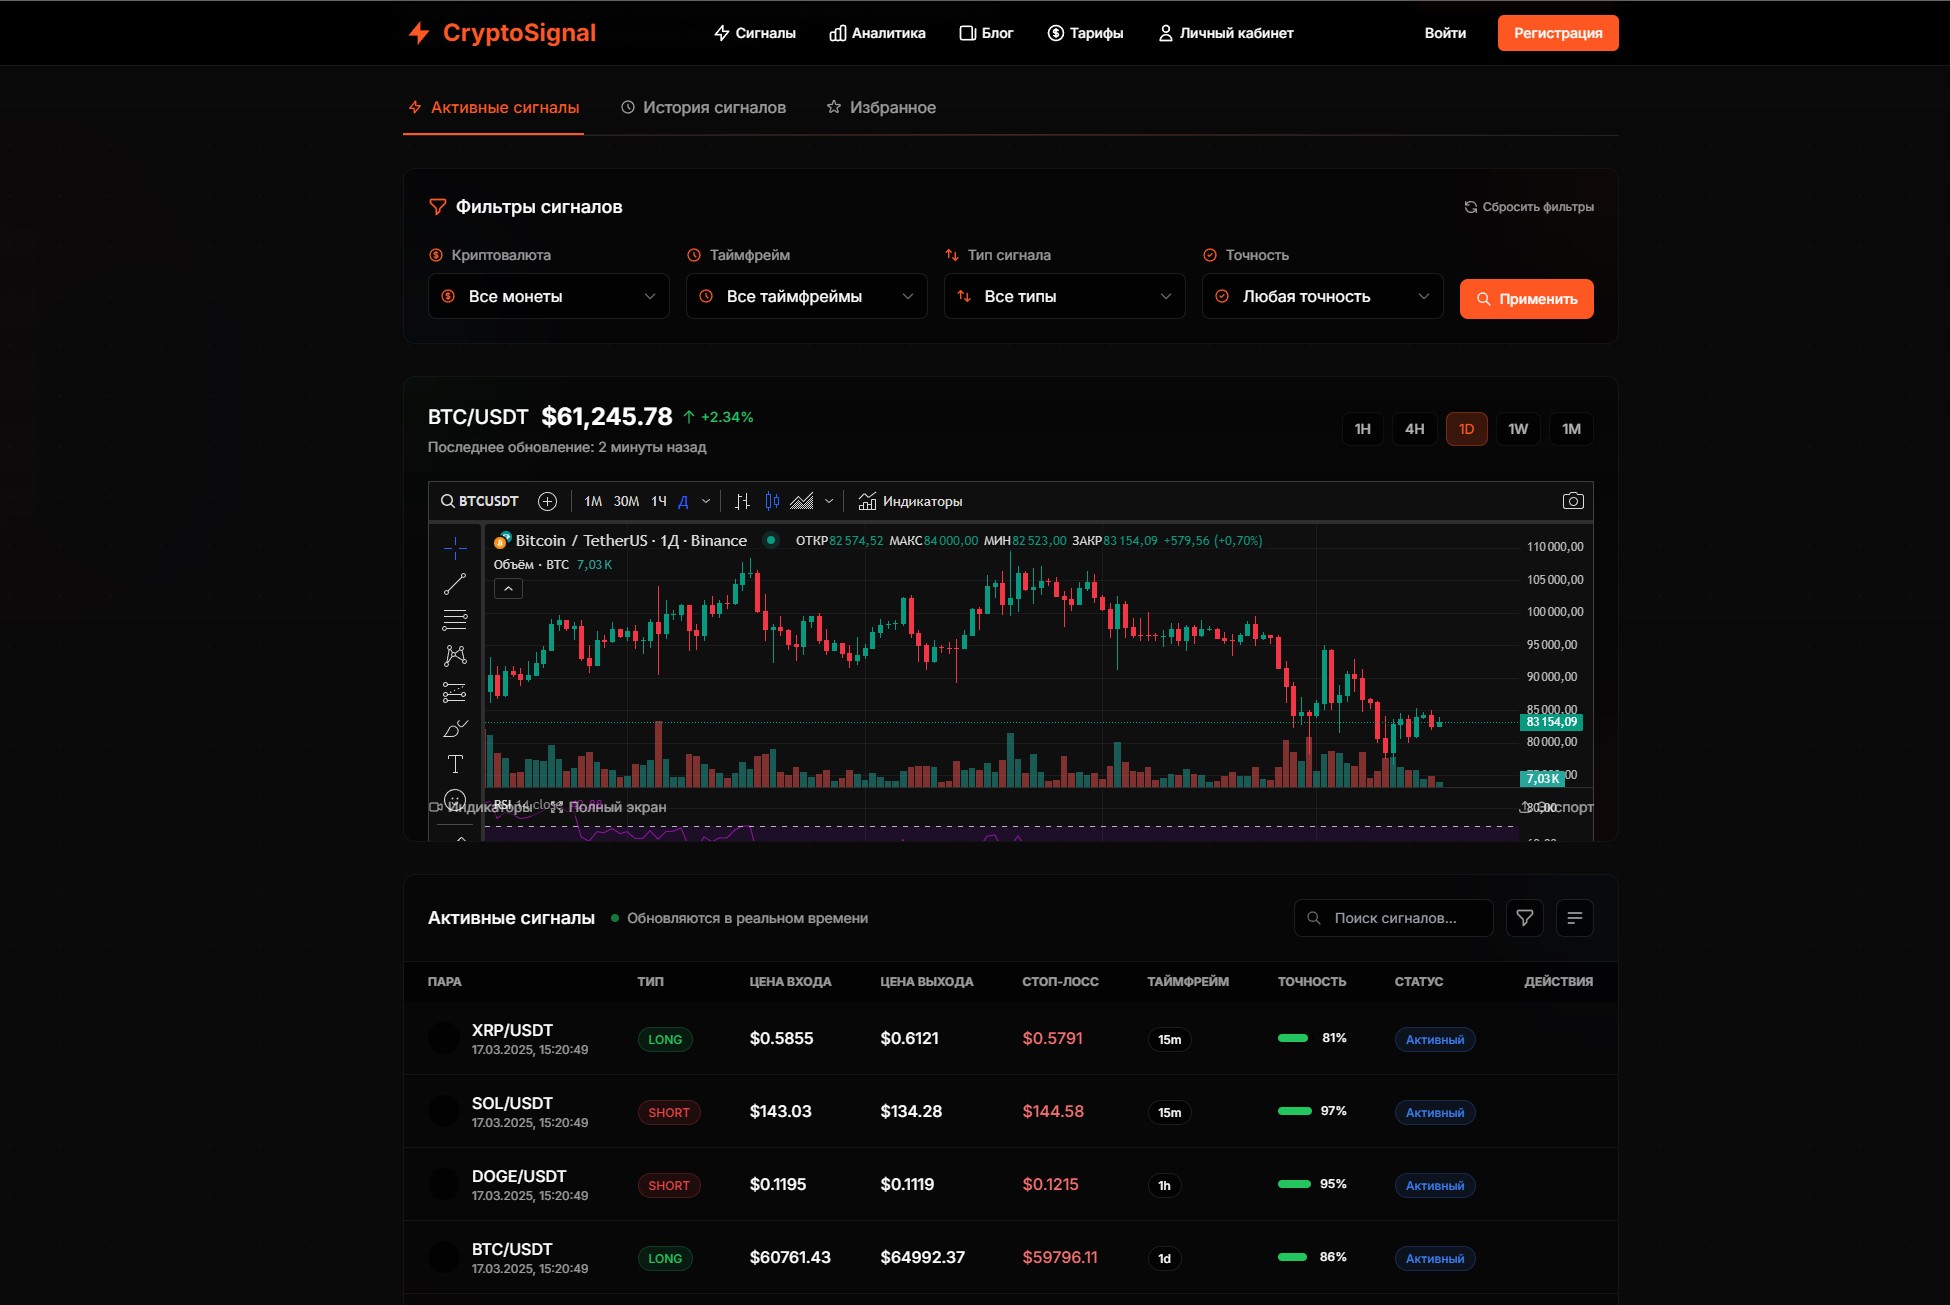 CryptoSignal
Сигналы
Аналитика
Блог
Тарифы
Личный кабинет
Войти
Регистрация
Активные сигналы
История сигналов
Избранное
Фильтры сигналов
Сбросить фильтры
Криптовалюта
Таймфрейм
Тип сигнала
Точность
Все монеты
Все таймфреймы
Все типы
Любая точность
Применить
BTC/USDT $61,245.78 ↑ +2.34%
Последнее обновление: 2 минуты назад
1H 4H 1D 1W 1M
BTCUSDT
1М 30М 1Ч Д
Индикаторы
Bitcoin / TetherUS · 1Д · Binance
ОТКР82 574,52 МАКС84 000,00 МИН82 523,00 ЗАКР83 154,09 +579,56 (+0,70%)
Объём · BTC 7,03 K
110 000,00
105 000,00
100 000,00
95 000,00
90 000,00
85 000,00
83 154,09
80 000,00
7,03 K
RSI 14 close
Индикаторы
Полный экран
Экспорт
Активные сигналы
Обновляются в реальном времени
Поиск сигналов...
ПАРА ТИП ЦЕНА ВХОДА ЦЕНА ВЫХОДА СТОП-ЛОСС ТАЙМФРЕЙМ ТОЧНОСТЬ СТАТУС ДЕЙСТВИЯ
XRP/USDT
17.03.2025, 15:20:49
LONG $0.5855 $0.6121 $0.5791 15m 81% Активный
SOL/USDT
17.03.2025, 15:20:49
SHORT $143.03 $134.28 $144.58 15m 97% Активный
DOGE/USDT
17.03.2025, 15:20:49
SHORT $0.1195 $0.1119 $0.1215 1h 95% Активный
BTC/USDT
17.03.2025, 15:20:49
LONG $60761.43 $64992.37 $59796.11 1d 86% Активный